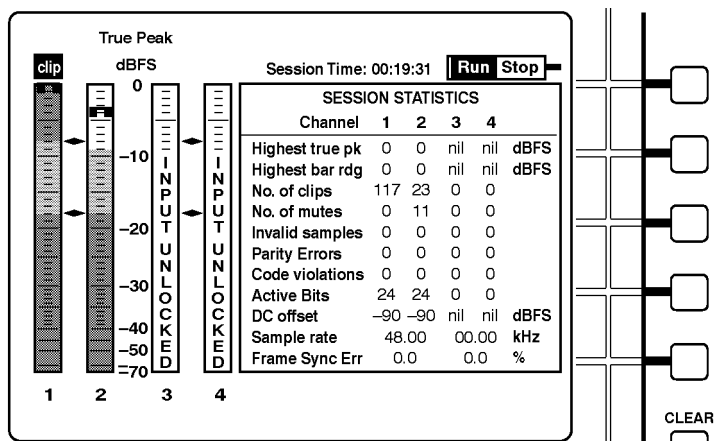 True Peak
clip dBFS Session Time: 00:19:31 Run Stop
0
–10
–20
–30
–40
–50
–70
INPUT UNLOCKED
INPUT UNLOCKED
1 2 3 4
SESSION STATISTICS
Channel 1 2 3 4
Highest true pk 0 0 nil nil dBFS
Highest bar rdg 0 0 nil nil dBFS
No. of clips 117 23 0 0
No. of mutes 0 11 0 0
Invalid samples 0 0 0 0
Parity Errors 0 0 0 0
Code violations 0 0 0 0
Active Bits 24 24 0 0
DC offset –90 –90 nil nil dBFS
Sample rate 48.00 00.00 kHz
Frame Sync Err 0.0 0.0 %
CLEAR